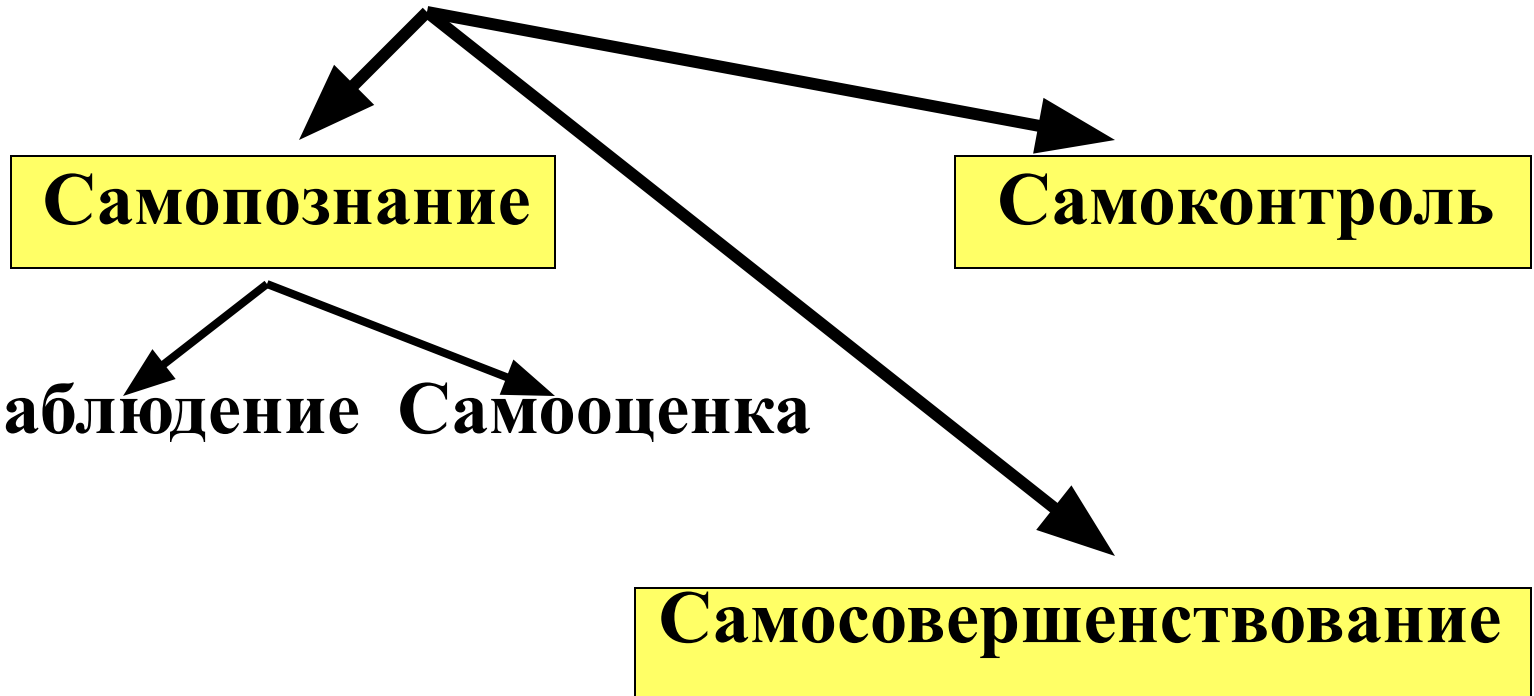 Самопознание Самоконтроль
аблюдение Самооценка
Самосовершенствование